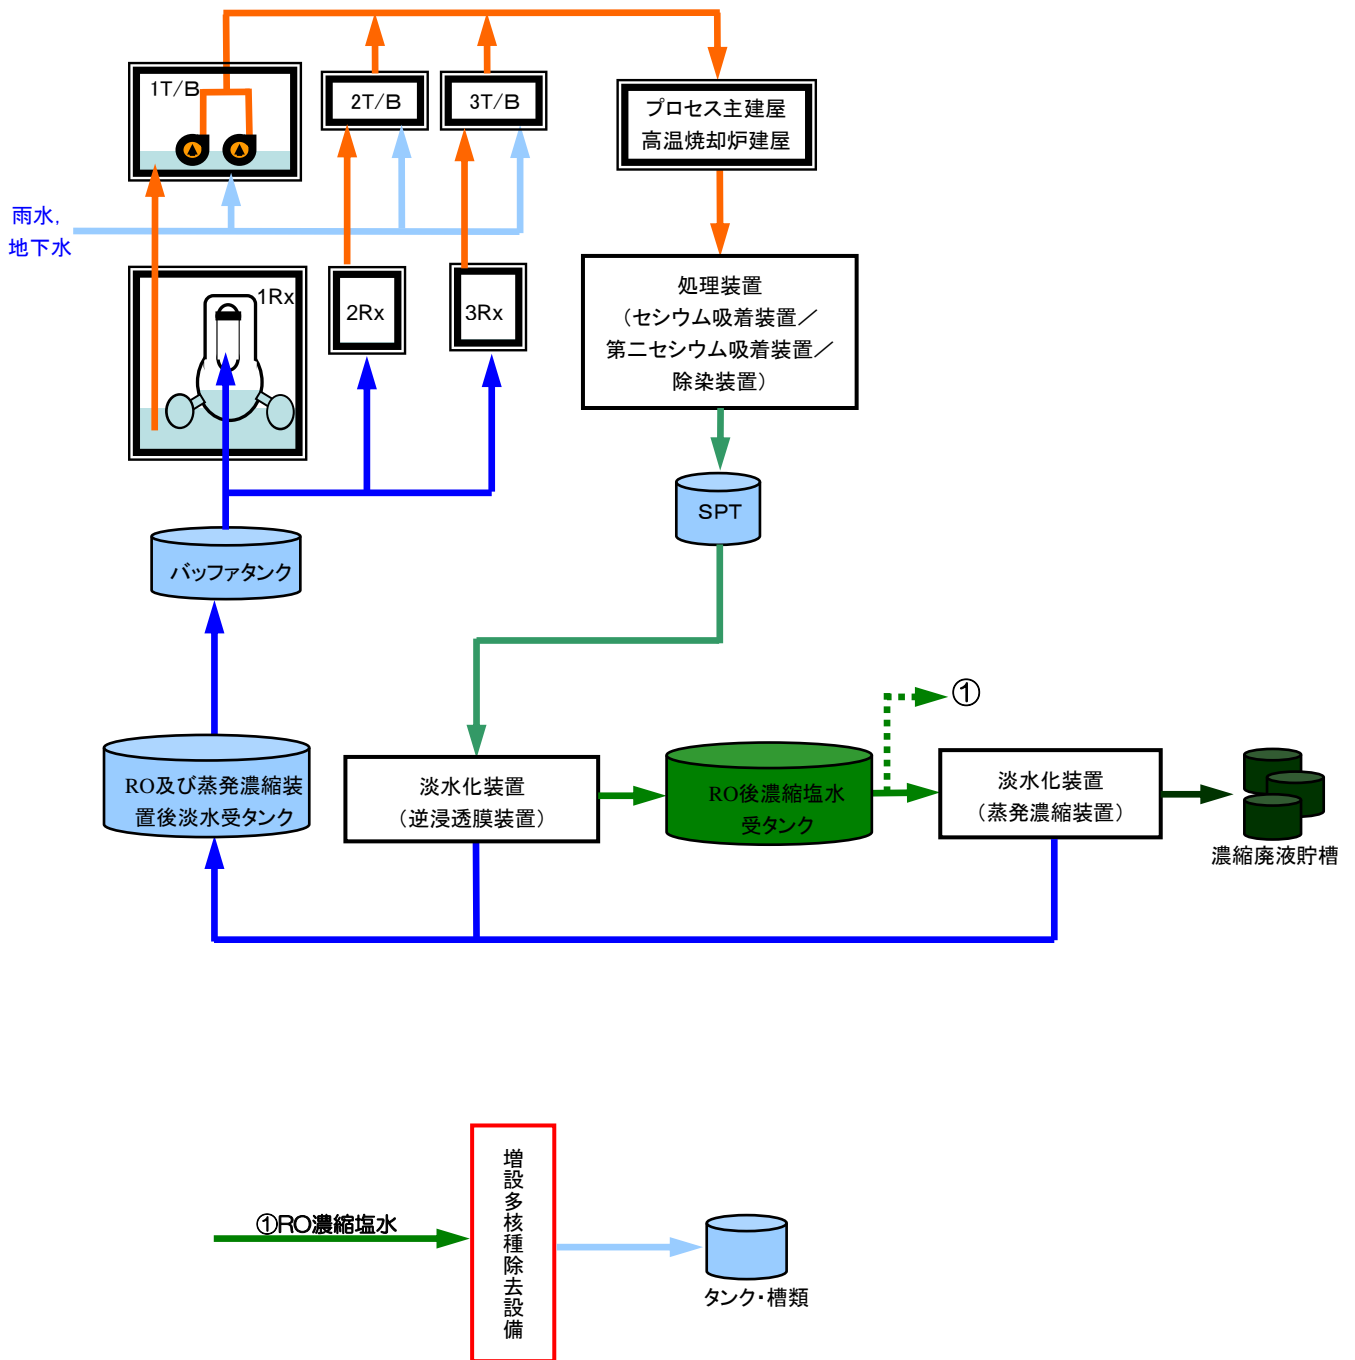 1T/B
2T/B
3T/B
プロセス主建屋
高温焼却炉建屋
雨水,
地下水
1Rx
2Rx
3Rx
処理装置
（セシウム吸着装置／
第二セシウム吸着装置／
除染装置）
SPT
バッファタンク
①
RO及び蒸発濃縮装
置後淡水受タンク
淡水化装置
（逆浸透膜装置）
RO後濃縮塩水
受タンク
淡水化装置
（蒸発濃縮装置）
濃縮廃液貯槽
①RO濃縮塩水
増設多核種除去設備
タンク・槽類